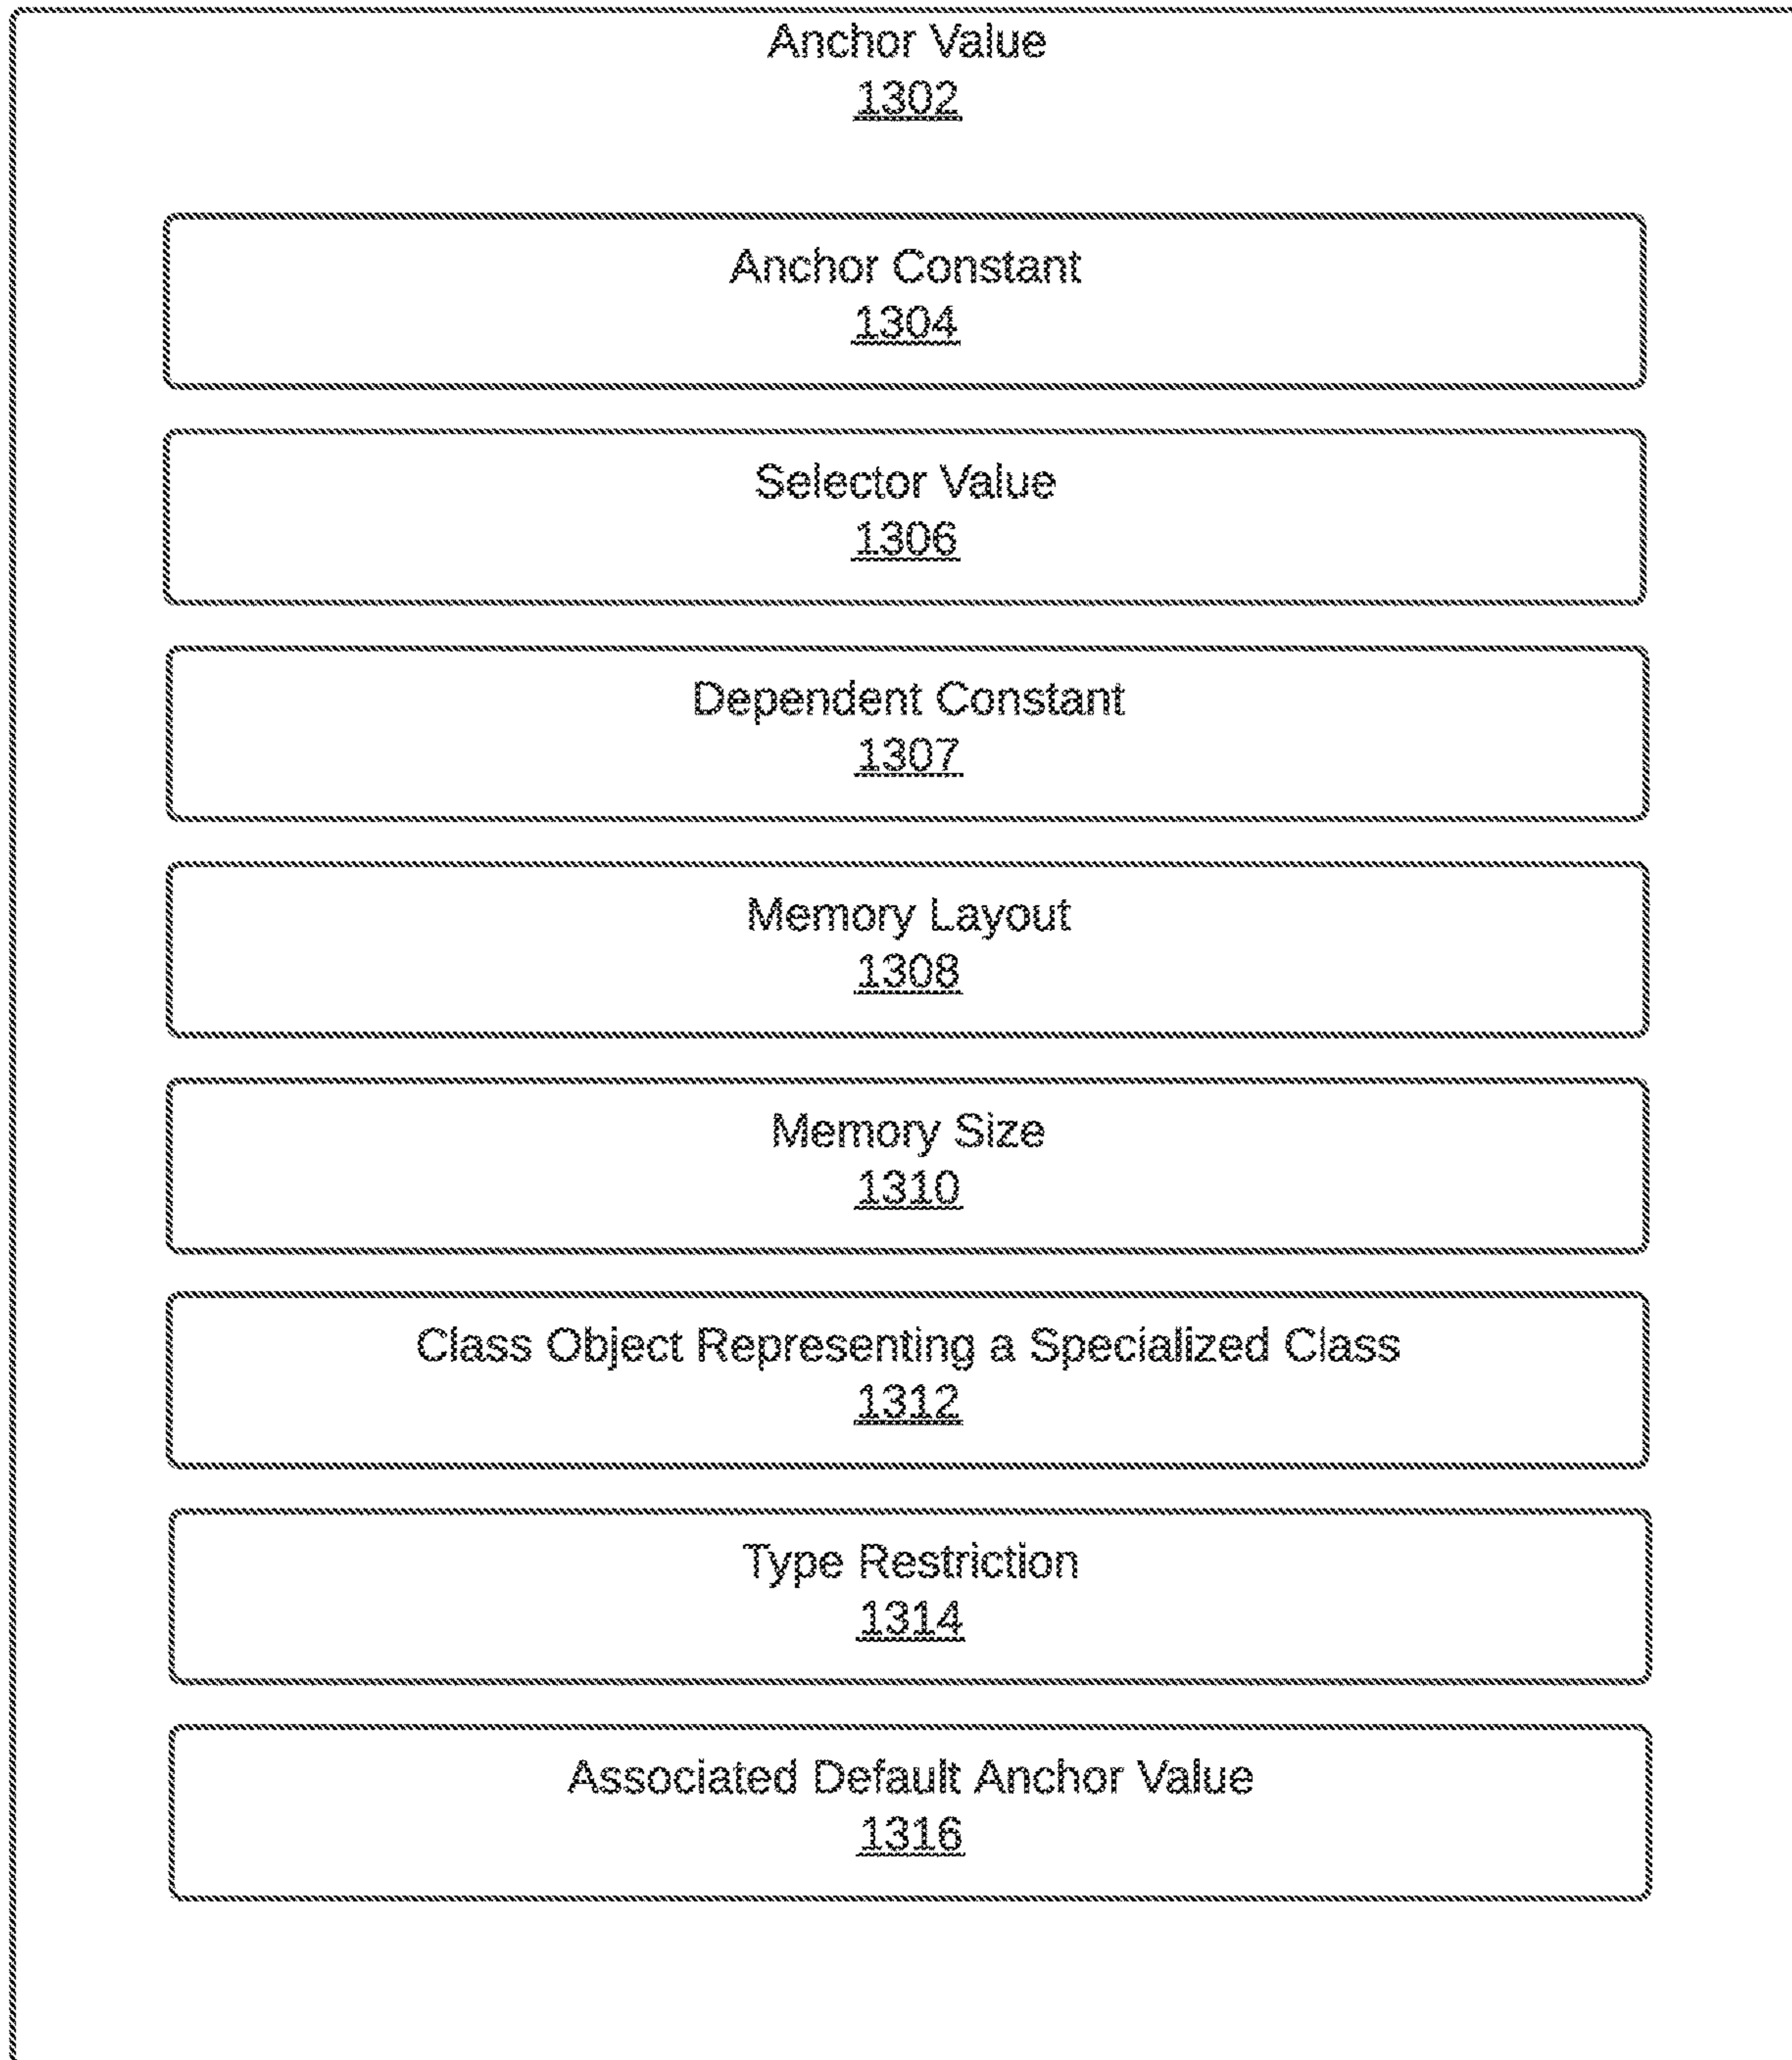 Anchor Value
1302
Anchor Constant
1304
Selector Value
1306
Dependent Constant
1307
Memory Layout
1308
Memory Size
1310
Class Object Representing a Specialized Class
1312
Type Restriction
1314
Associated Default Anchor Value
1316